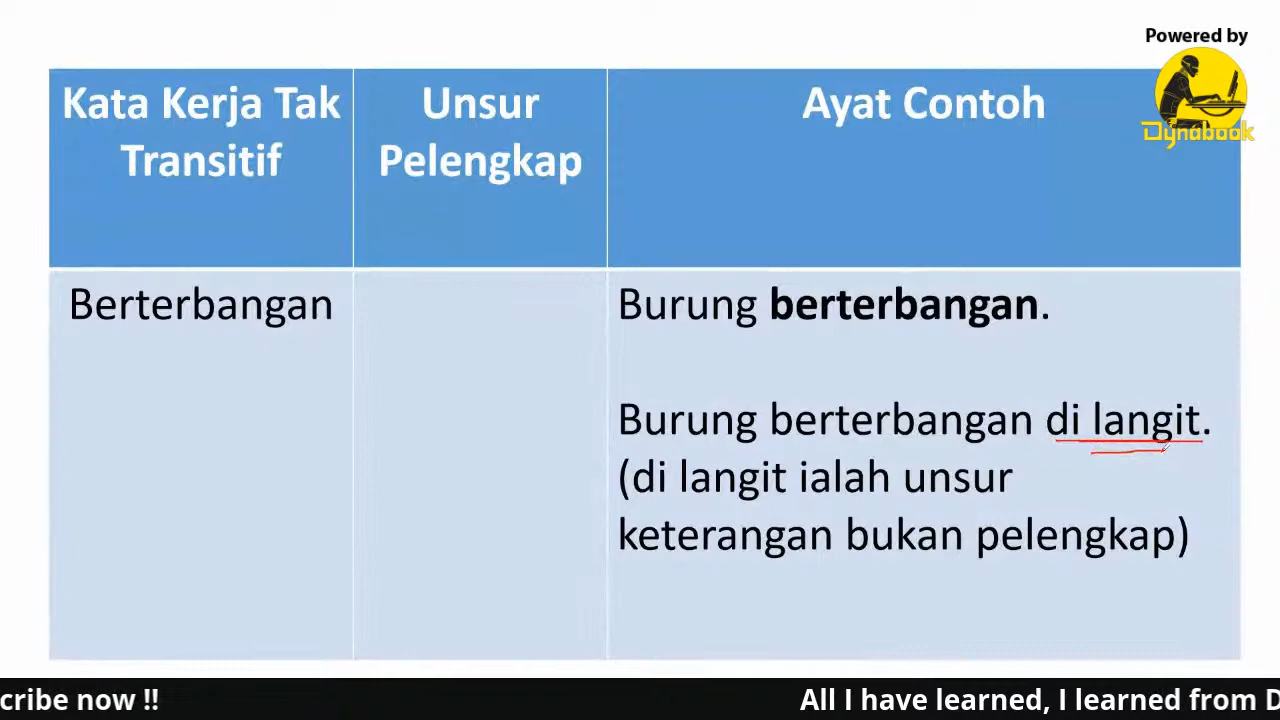 Powered by
Dynabook
Kata Kerja Tak
Transitif
Unsur
Pelengkap
Ayat Contoh
Berterbangan
Burung berterbangan.
Burung berterbangan di langit.
(di langit ialah unsur
keterangan bukan pelengkap)
cribe now !!
All I have learned, I learned from D